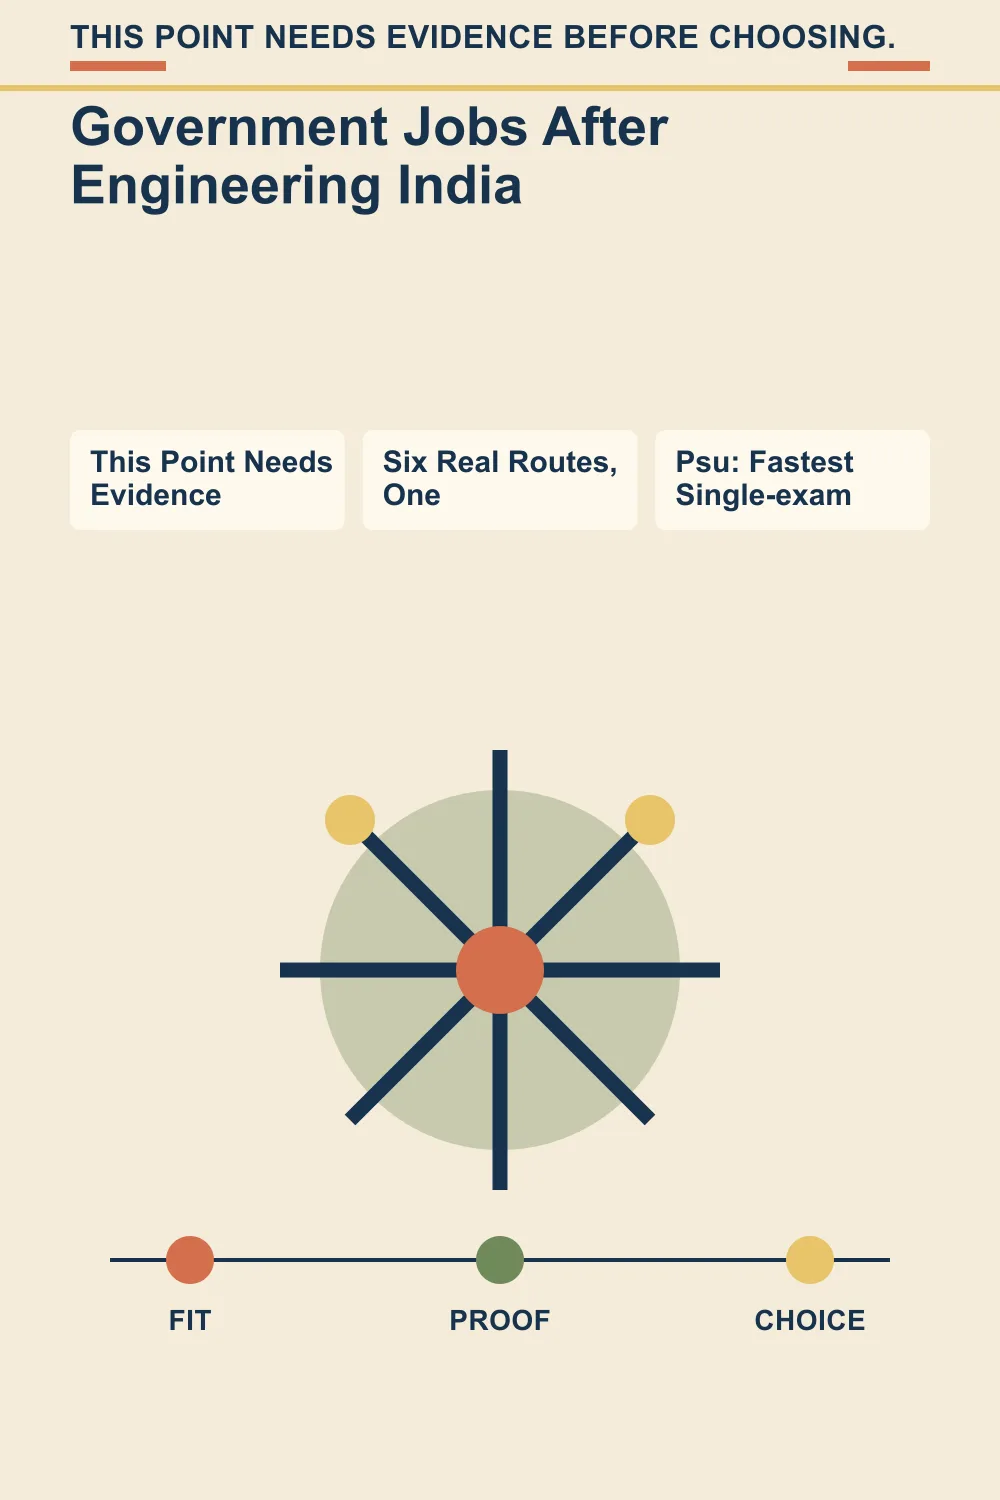 THIS POINT NEEDS EVIDENCE BEFORE CHOOSING.
Government Jobs After
Engineering India
This Point Needs
Evidence
Six Real Routes,
One
Psu: Fastest
Single-exam
FIT
PROOF
CHOICE